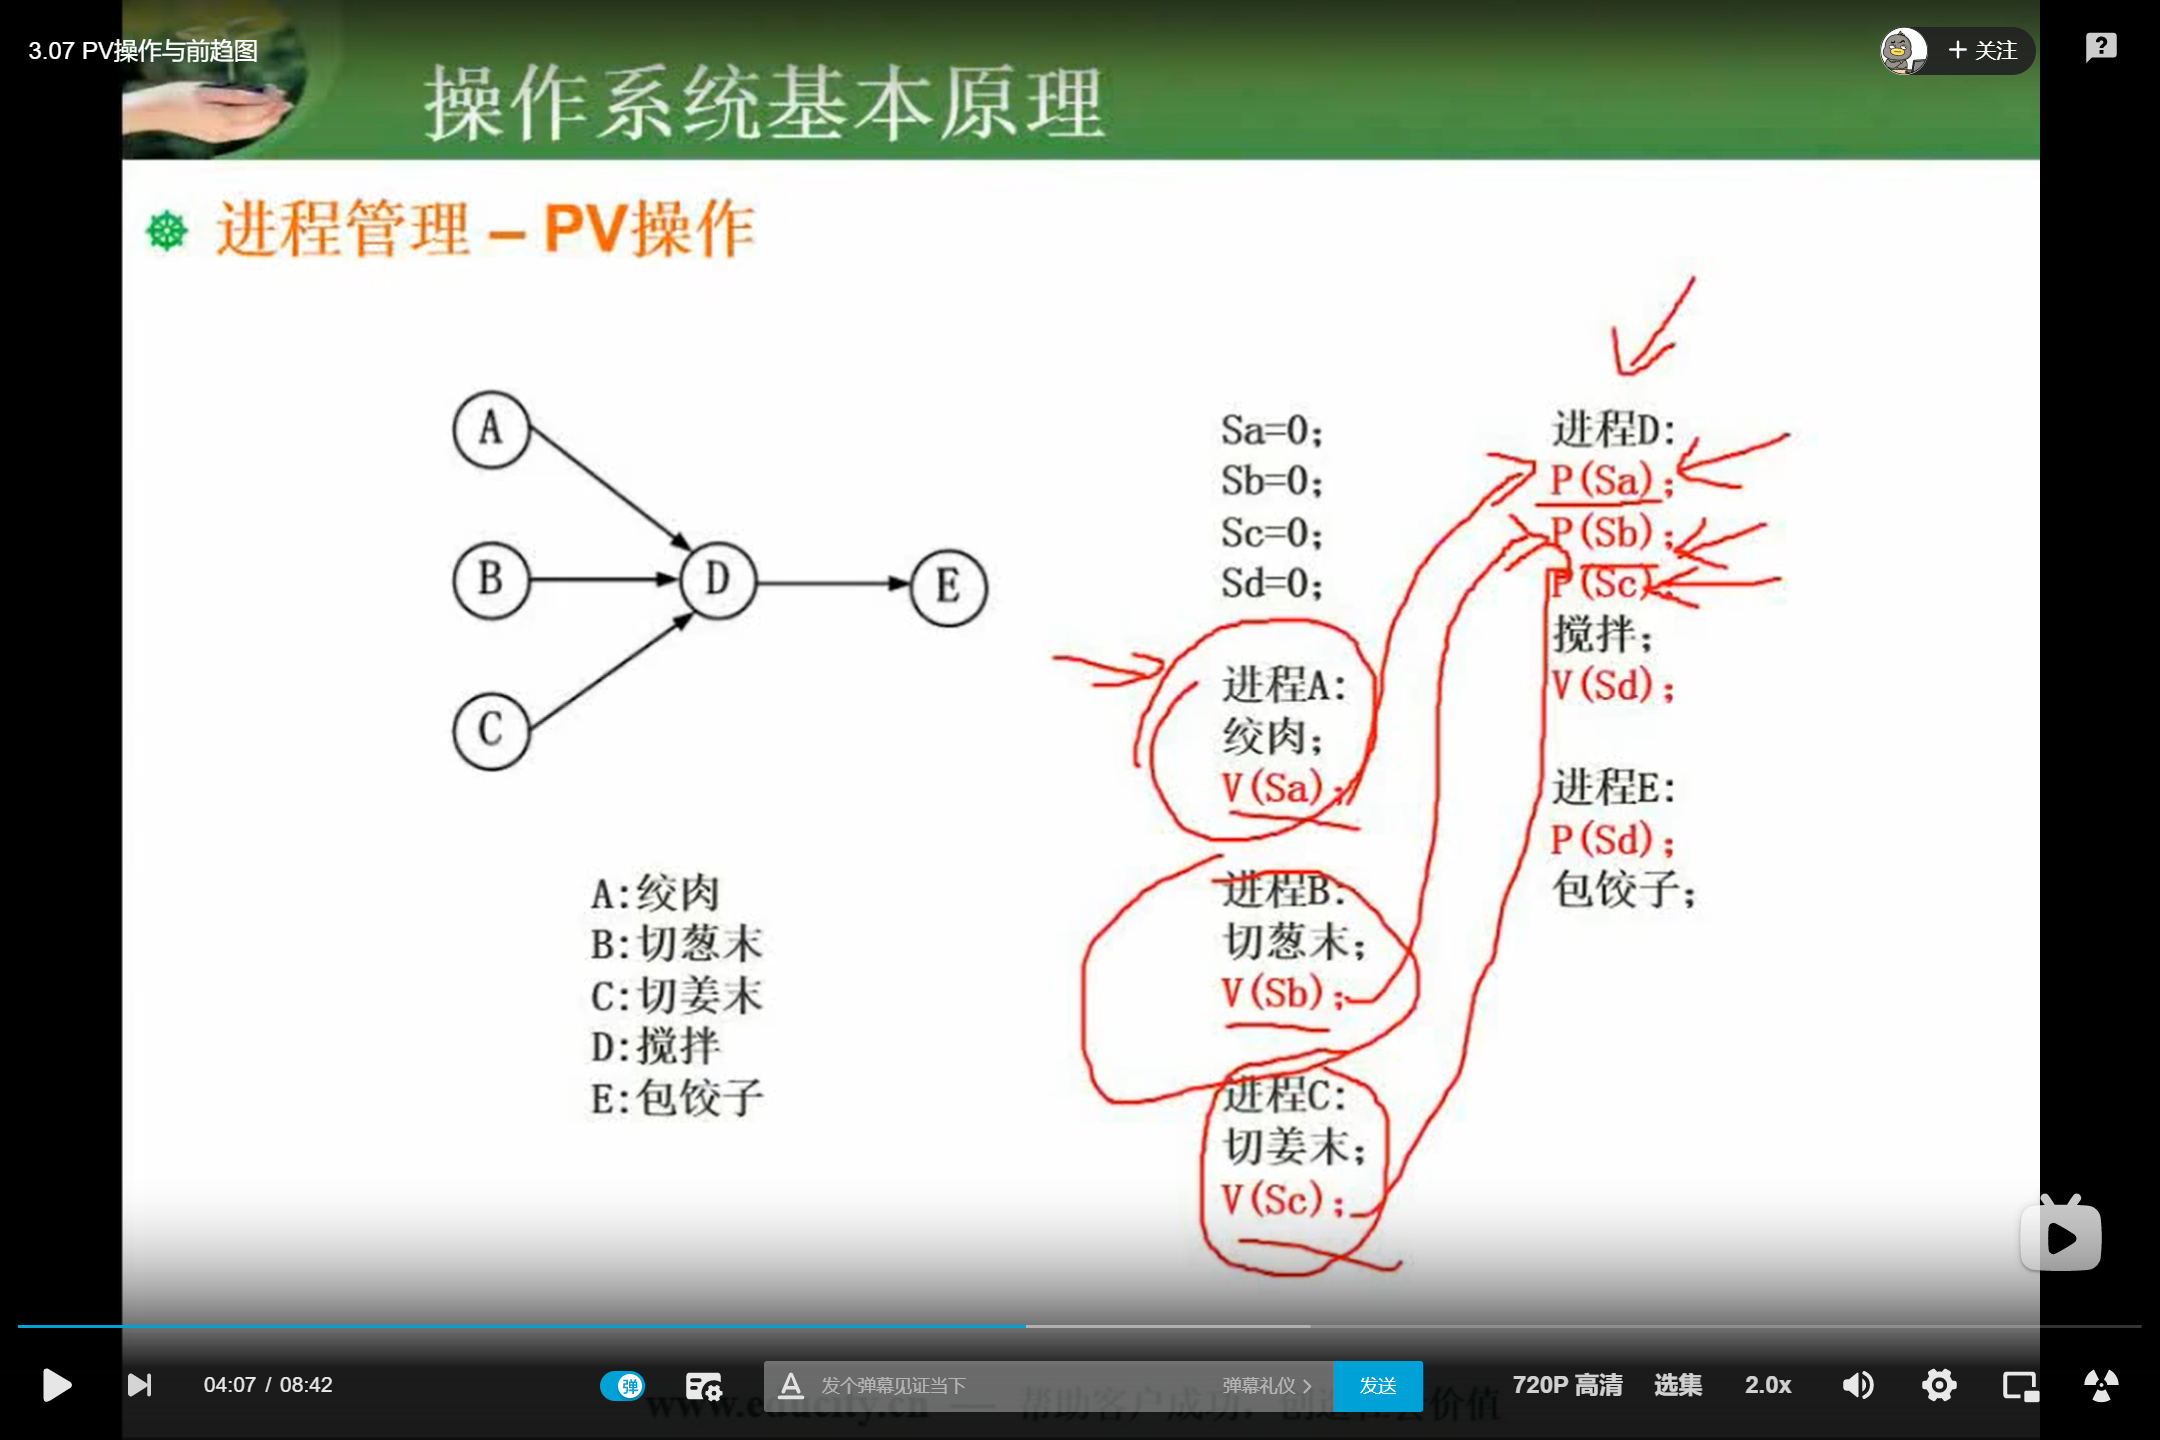 3.07 PV操作与前趋图
+ 关注
操作系统基本原理
进程管理 – PV操作
A
B
C
D
E
A:绞肉
B:切葱末
C:切姜末
D:搅拌
E:包饺子
Sa=0;
Sb=0;
Sc=0;
Sd=0;
进程A:
绞肉;
V(Sa);
进程B:
切葱末;
V(Sb);
进程C:
切姜末;
V(Sc);
进程D:
P(Sa);
P(Sb);
P(Sc);
搅拌;
V(Sd);
进程E:
P(Sd);
包饺子;
04:07 / 08:42
弹
A 发个弹幕见证当下
弹幕礼仪 >
发送
720P 高清
选集
2.0x
www.educity.cn — 帮助客户成功，创造社会价值